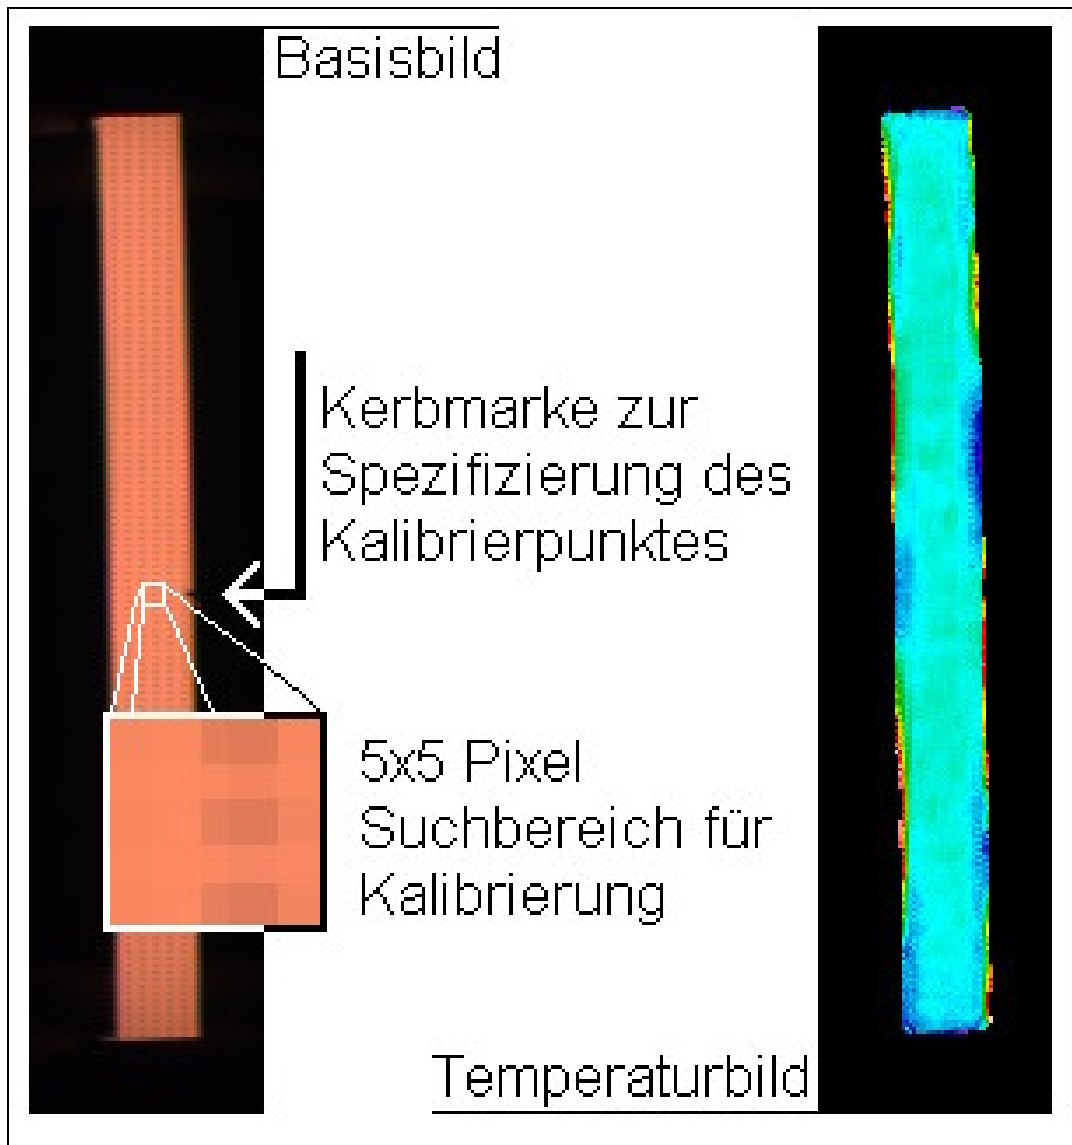 Basisbild
Kerbmarke zur
Spezifizierung des
Kalibrierpunktes
5x5 Pixel
Suchbereich für
Kalibrierung
Temperaturbild